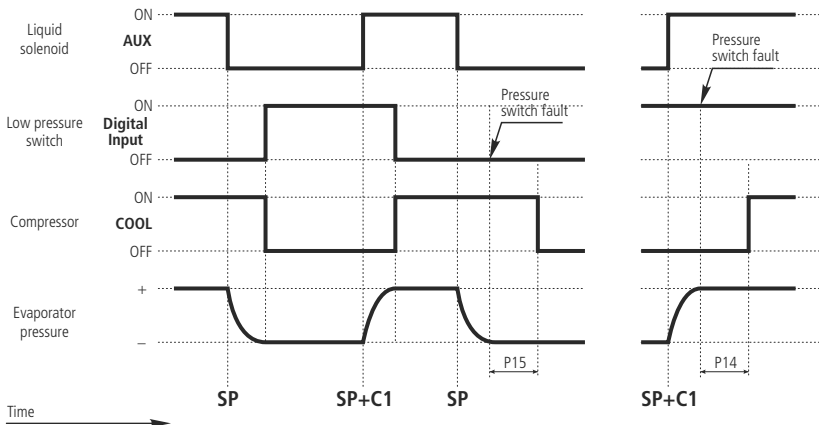 Liquid
solenoid
AUX
ON
OFF
Pressure
switch fault
Low pressure
switch
Digital
Input
ON
OFF
Pressure
switch fault
Compressor
COOL
ON
OFF
Evaporator
pressure
+
–
P15
P14
SP
SP+C1
SP
SP+C1
Time